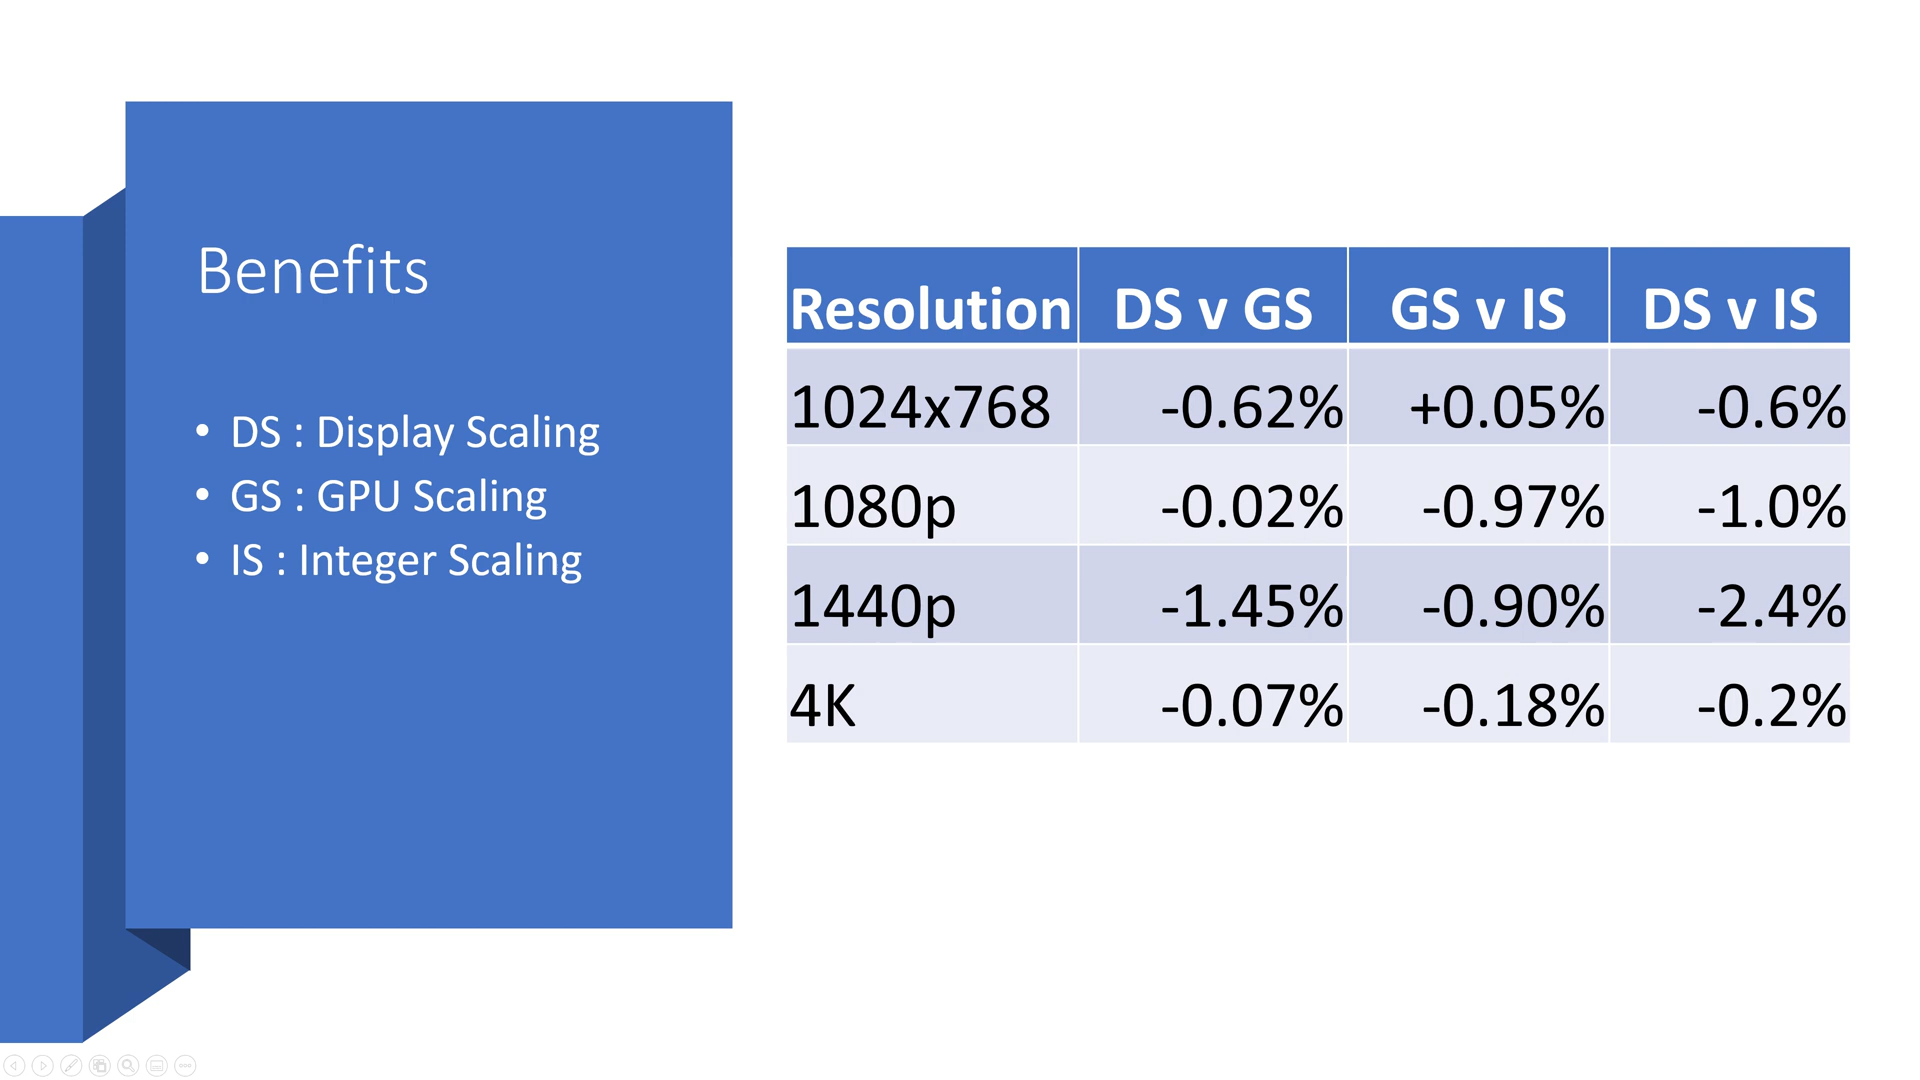 Benefits
• DS : Display Scaling
• GS : GPU Scaling
• IS : Integer Scaling
Resolution DS v GS GS v IS DS v IS
1024x768 -0.62% +0.05% -0.6%
1080p -0.02% -0.97% -1.0%
1440p -1.45% -0.90% -2.4%
4K -0.07% -0.18% -0.2%